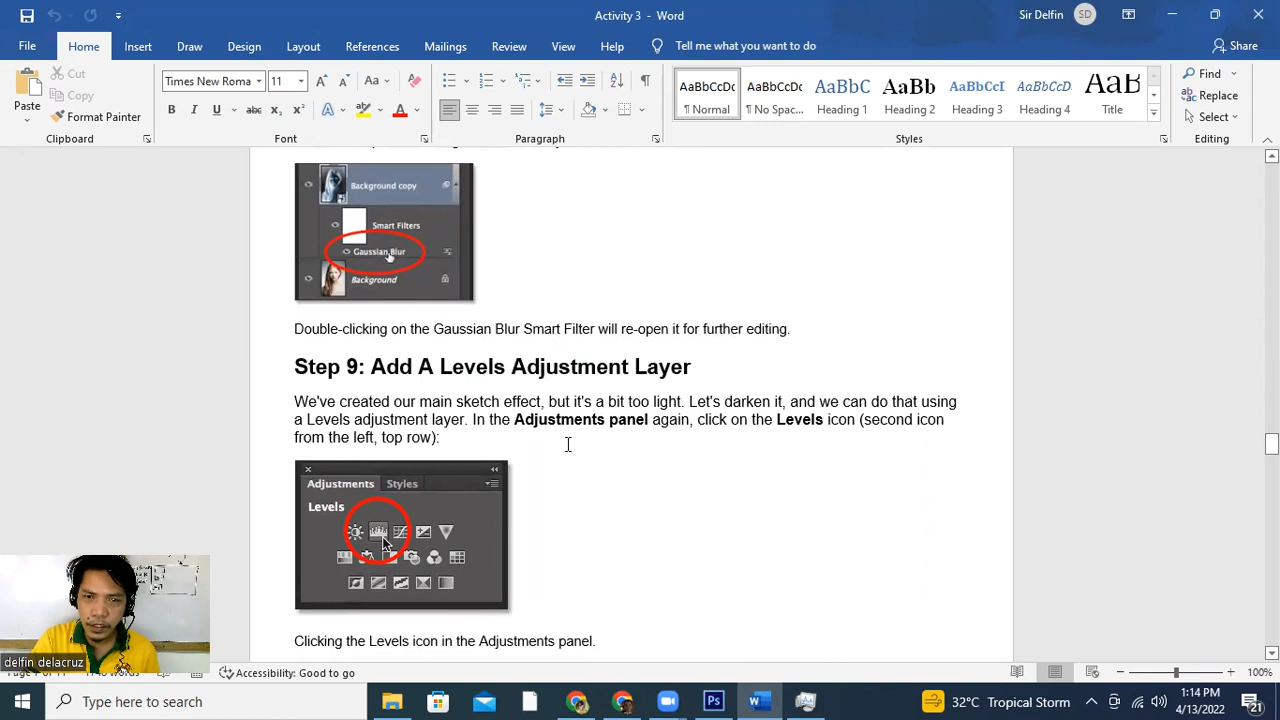 Activity 3 - Word
Sir Delfin
SD
File Home Insert Draw Design Layout References Mailings Review View Help Tell me what you want to do Share
Paste
Cut
Copy
Format Painter
Clipboard
Times New Roma 11
Aa
B I U abc x₂ x² A A
Font
Paragraph
AaBbCcDc AaBbCcDc AaBbC AaBb AaBbCcI AaBbCcD AaBbC
¶ Normal ¶ No Spac... Heading 1 Heading 2 Heading 3 Heading 4 Title
Styles
Find
Replace
Select
Editing
Background copy
Smart Filters
Gaussian Blur
Background
Double-clicking on the Gaussian Blur Smart Filter will re-open it for further editing.
Step 9: Add A Levels Adjustment Layer
We've created our main sketch effect, but it's a bit too light. Let's darken it, and we can do that using
a Levels adjustment layer. In the Adjustments panel again, click on the Levels icon (second icon
from the left, top row):
Adjustments Styles
Levels
Clicking the Levels icon in the Adjustments panel.
delfin delacruz
Accessibility: Good to go
100%
Type here to search
32°C Tropical Storm
1:14 PM
4/13/2022
21